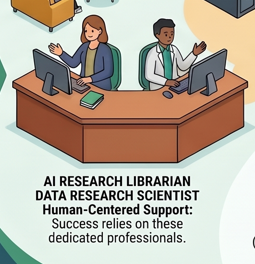 AI RESEARCH LIBRARIAN
DATA RESEARCH SCIENTIST
Human-Centered Support:
Success relies on these
dedicated professionals.